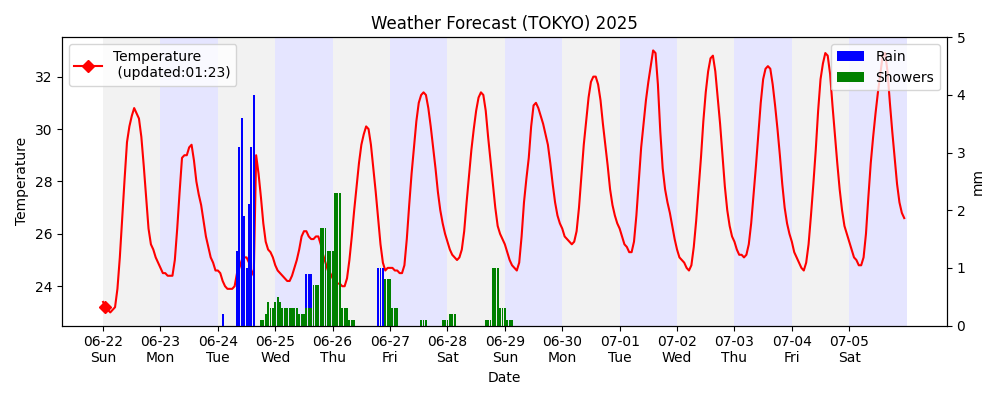 Weather Forecast (TOKYO) 2025
Temperature
(updated:01:23)
Rain
Showers
Temperature
32
30
28
26
24
5
4
3
2
1
0
mm
06-22 06-23 06-24 06-25 06-26 06-27 06-28 06-29 06-30 07-01 07-02 07-03 07-04 07-05
Sun Mon Tue Wed Thu Fri Sat Sun Mon Tue Wed Thu Fri Sat
Date